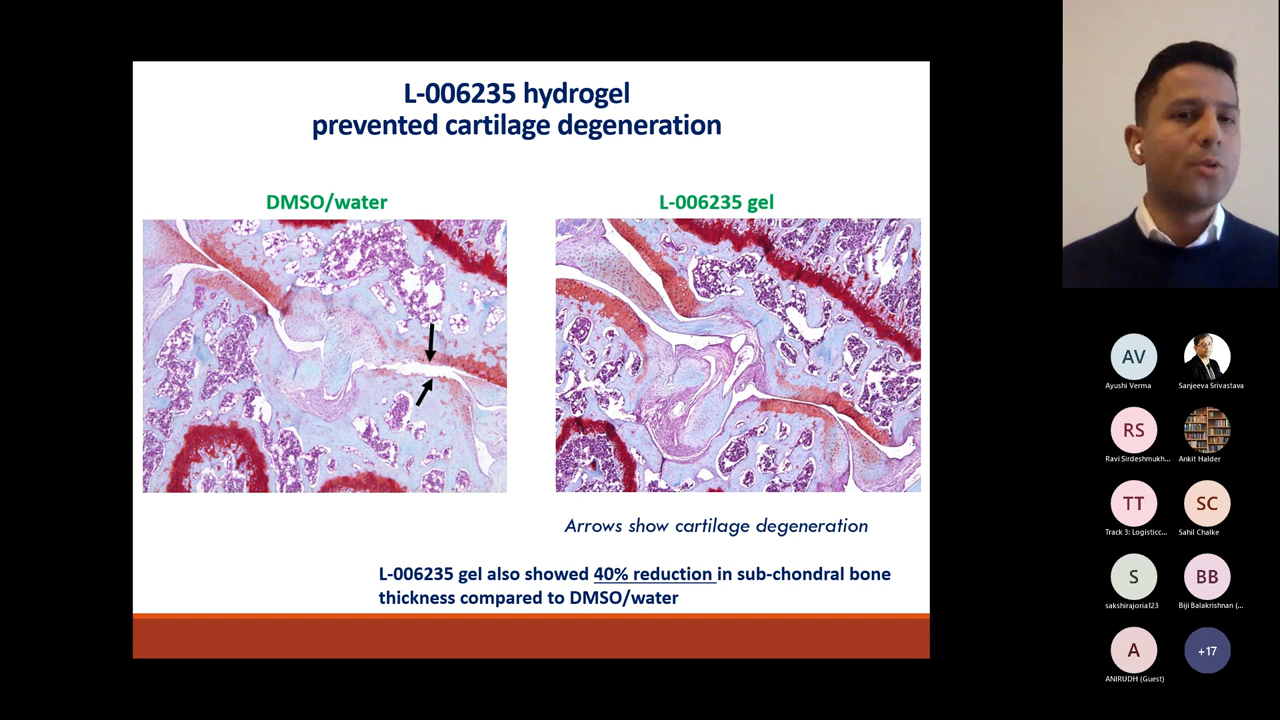 L-006235 hydrogel
prevented cartilage degeneration
DMSO/water
L-006235 gel
Arrows show cartilage degeneration
L-006235 gel also showed 40% reduction in sub-chondral bone
thickness compared to DMSO/water
AV
Ayushi Verma
Sanjeeva Srivastava
RS
Ravi Sirdeshmukh...
Ankit Halder
TT
Track 3: Logisticc...
SC
Sahil Chalke
S
sakshirajoria123
BB
Biji Balakrishnan (...
A
ANIRUDH (Guest)
+17